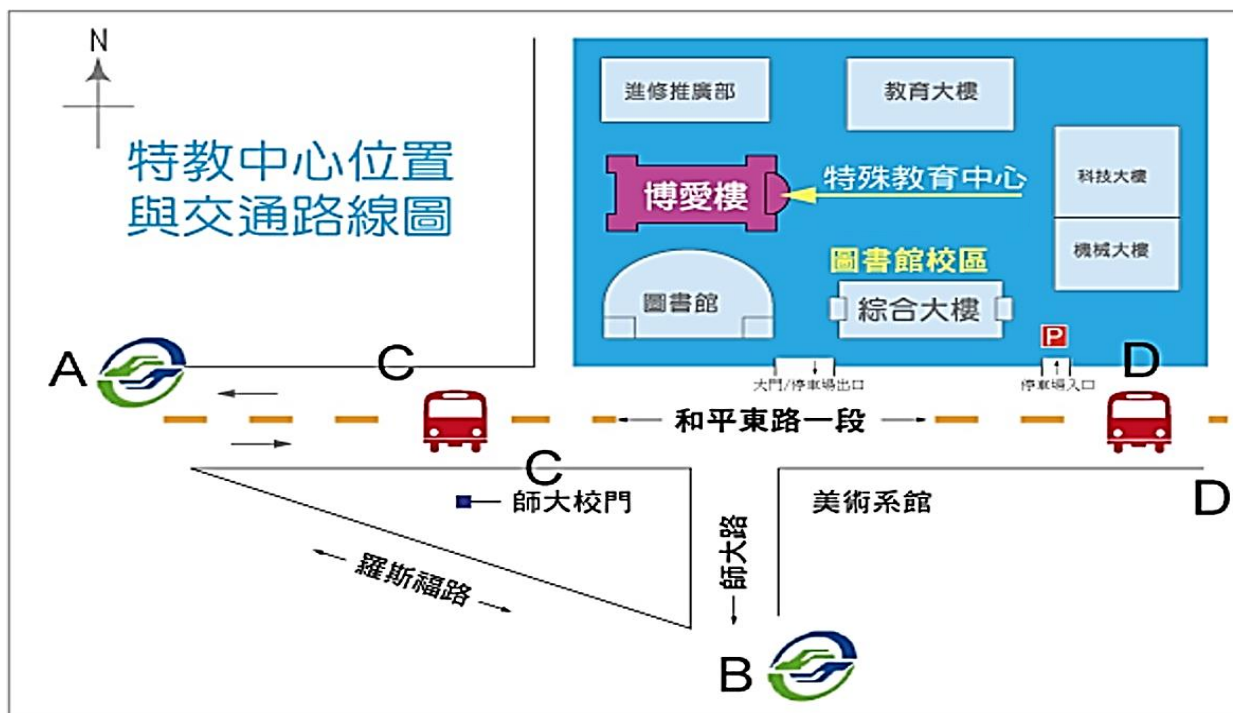 N
特教中心位置
與交通路線圖
進修推廣部
教育大樓
博愛樓
特殊教育中心
科技大樓
機械大樓
圖書館校區
圖書館
綜合大樓
P
A
C
D
大門/停車場出口
停車場入口
和平東路一段
C
師大校門
美術系館
D
羅斯福路
師大路
B